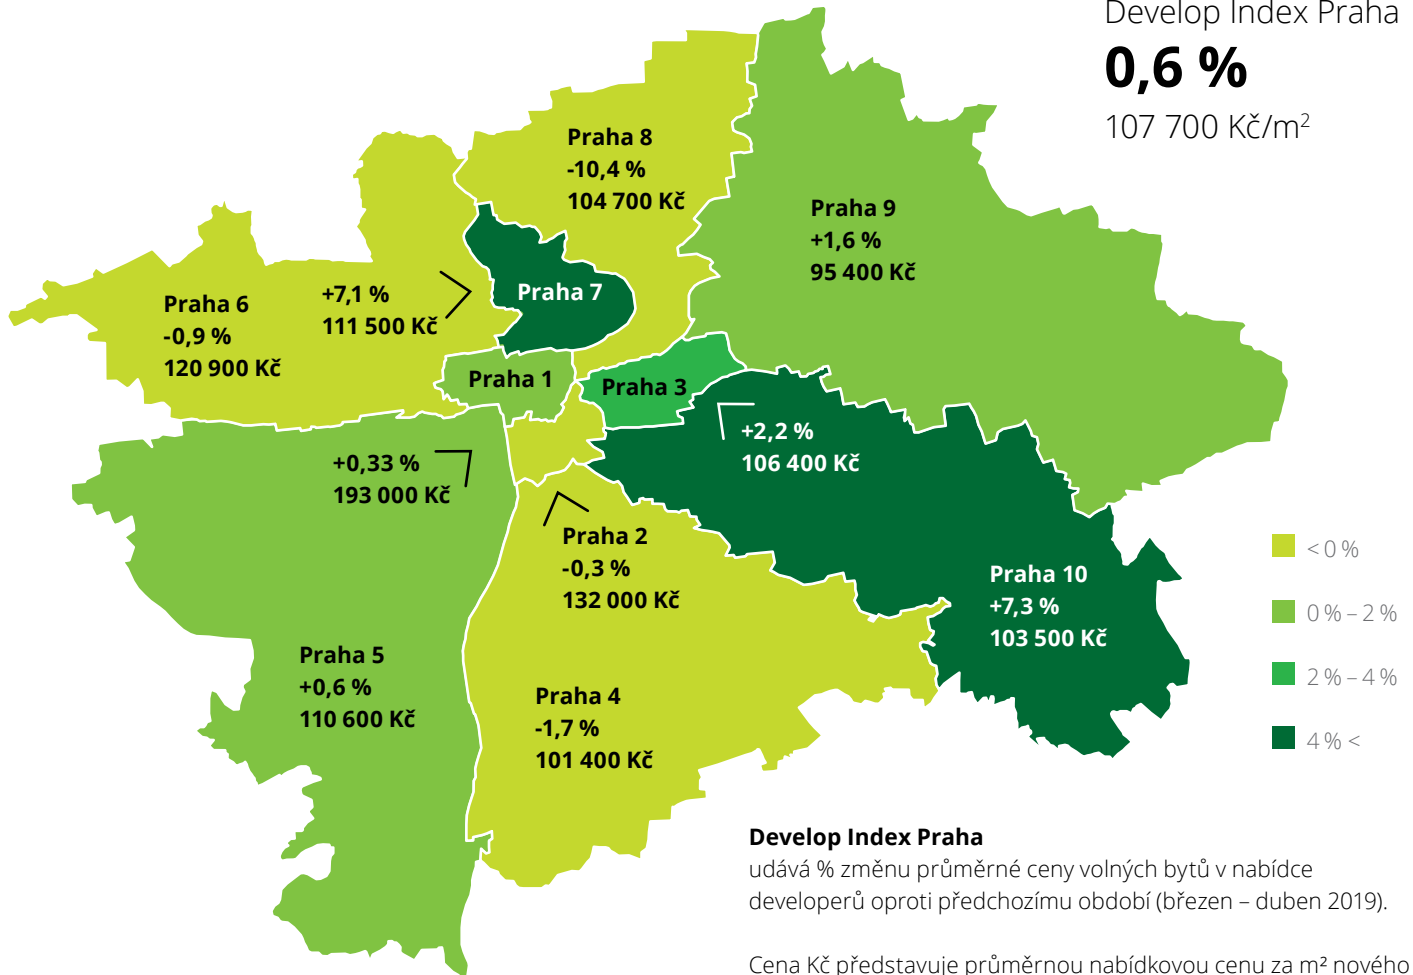 Develop Index Praha
0,6 %
107 700 Kč/m²
Praha 8
-10,4 %
104 700 Kč
Praha 9
+1,6 %
95 400 Kč
Praha 6
-0,9 %
120 900 Kč
+7,1 %
111 500 Kč
Praha 7
Praha 1
Praha 3
+0,33 %
193 000 Kč
+2,2 %
106 400 Kč
Praha 2
-0,3 %
132 000 Kč
Praha 10
+7,3 %
103 500 Kč
Praha 5
+0,6 %
110 600 Kč
Praha 4
-1,7 %
101 400 Kč
< 0 %
0 % – 2 %
2 % – 4 %
4 % <
Develop Index Praha
udává % změnu průměrné ceny volných bytů v nabídce
developerů oproti předchozímu období (březen – duben 2019).
Cena Kč představuje průměrnou nabídkovou cenu za m² nového